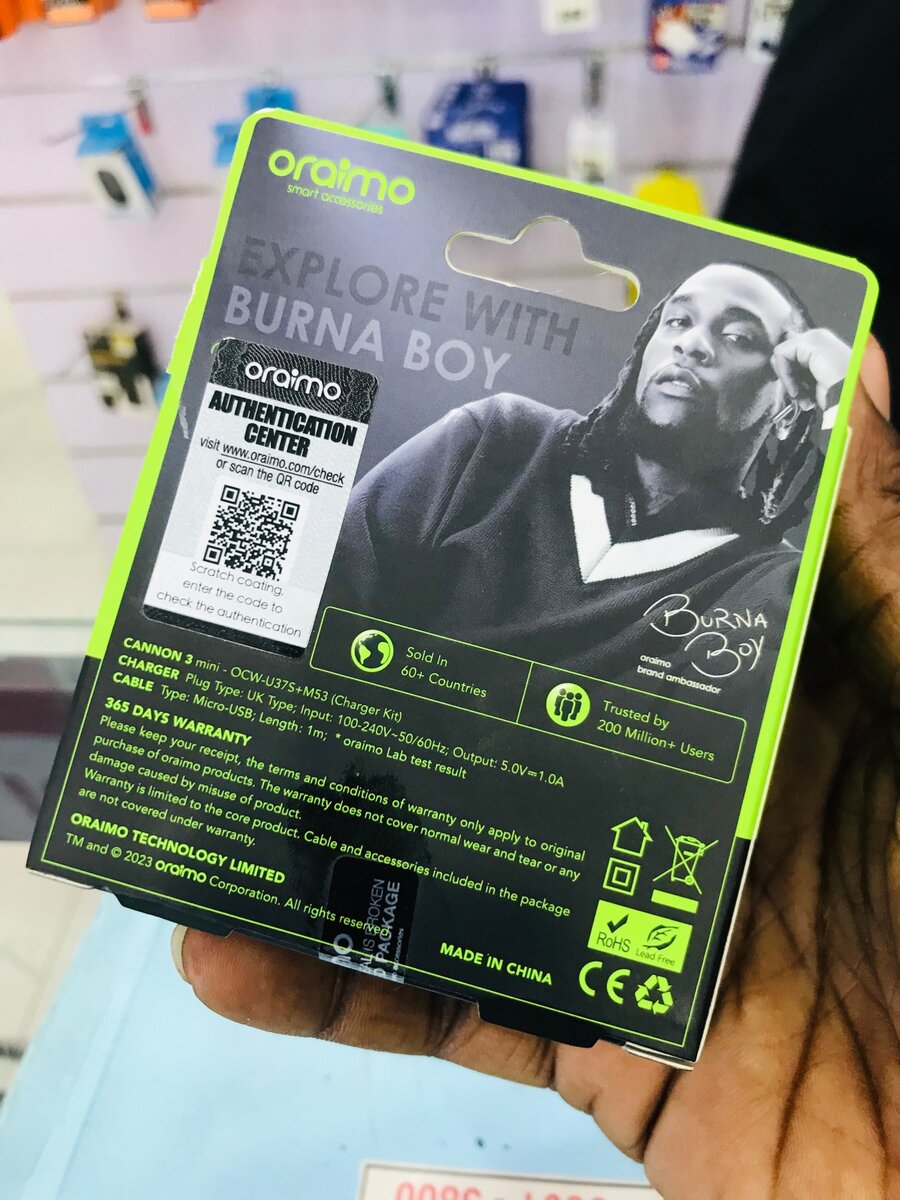 oraimo
smart accessories
EXPLORE WITH
BURNA BOY
oraimo
AUTHENTICATION
CENTER
visit www.oraimo.com/check
or scan the QR code
Scratch coating,
enter the code to
check the authentication
BURNA
BOY
oraimo
brand ambassador
Sold In
60+ Countries
Trusted by
200 Million+ Users
CANNON 3 mini - OCW-U37S+M53 (Charger Kit)
CHARGER Plug Type: UK Type; Input: 100-240V~50/60Hz; Output: 5.0V⎓1.0A
CABLE Type: Micro-USB; Length: 1m; * oraimo Lab test result
365 DAYS WARRANTY
Please keep your receipt, the terms and conditions of warranty only apply to original
purchase of oraimo products. The warranty does not cover normal wear and tear or any
damage caused by misuse of product.
Warranty is limited to the core product, Cable and accessories included in the package
are not covered under warranty.
ORAIMO TECHNOLOGY LIMITED
TM and © 2023 oraimo Corporation. All rights reserved.
BROKEN
PACKAGE
MADE IN CHINA
RoHS
Lead Free
CE